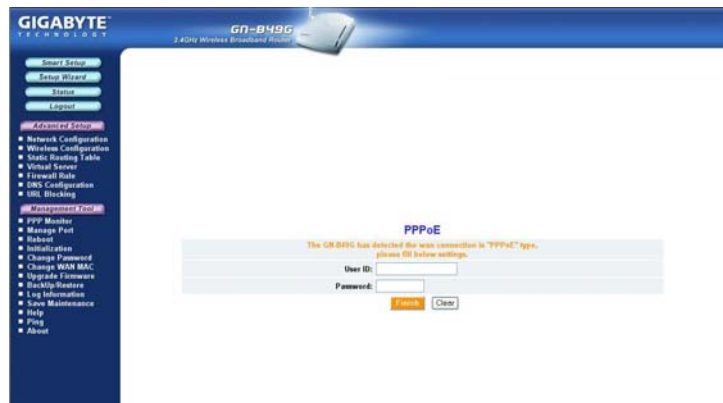 GIGABYTE
TECHNOLOGY
GN-B49G
2.4GHz Wireless Broadband Router
Smart Setup
Setup Wizard
Status
Logout
Advanced Setup
Network Configuration
Wireless Configuration
Static Routing Table
Virtual Server
Firewall Rule
DNS Configuration
URL Blocking
Management Tool
PPP Monitor
Manage Port
Reboot
Initialization
Change Password
Change WAN MAC
Upgrade Firmware
BackUp/Restore
Log Information
Save Maintenance
Help
Ping
About
PPPoE
The GN-B49G has detected the wan connection is "PPPoE" type,
please fill below settings.
User ID:
Password:
Finish Clear